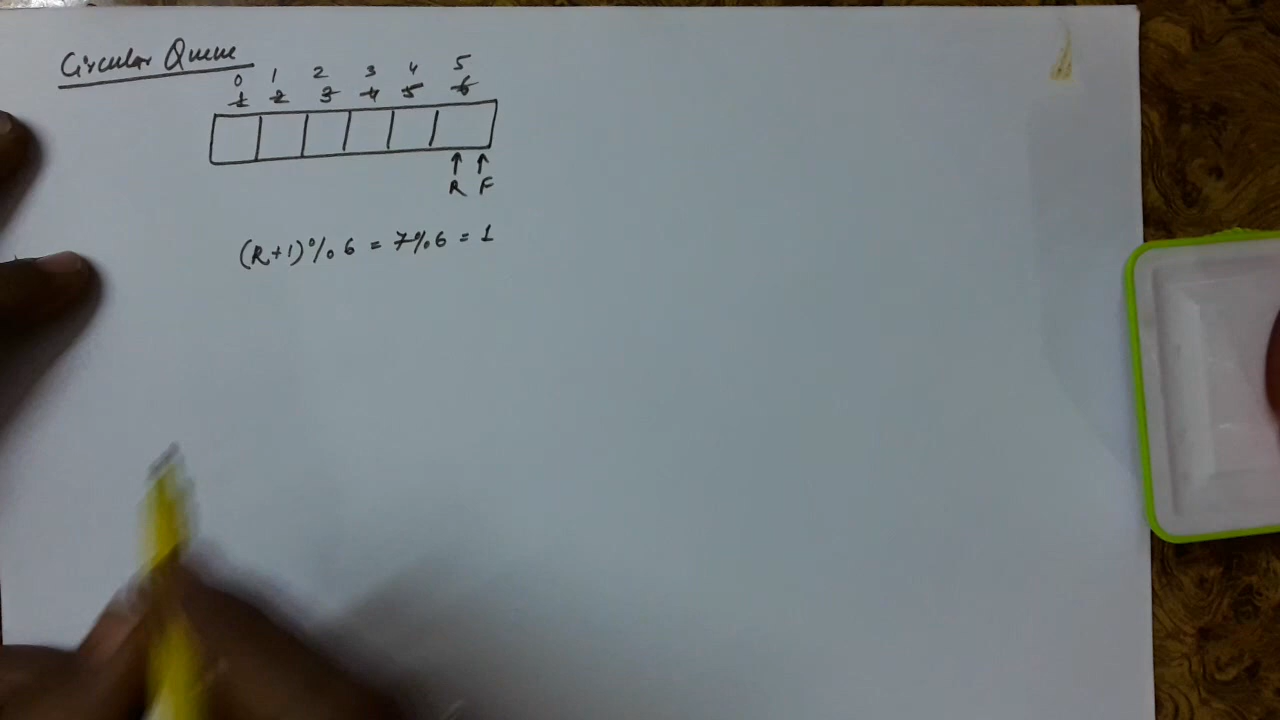 Circular Queue
0 1 2 3 4 5
1 2 3 4 5 6
R F
(R+1)%6 = 7%6 = 1